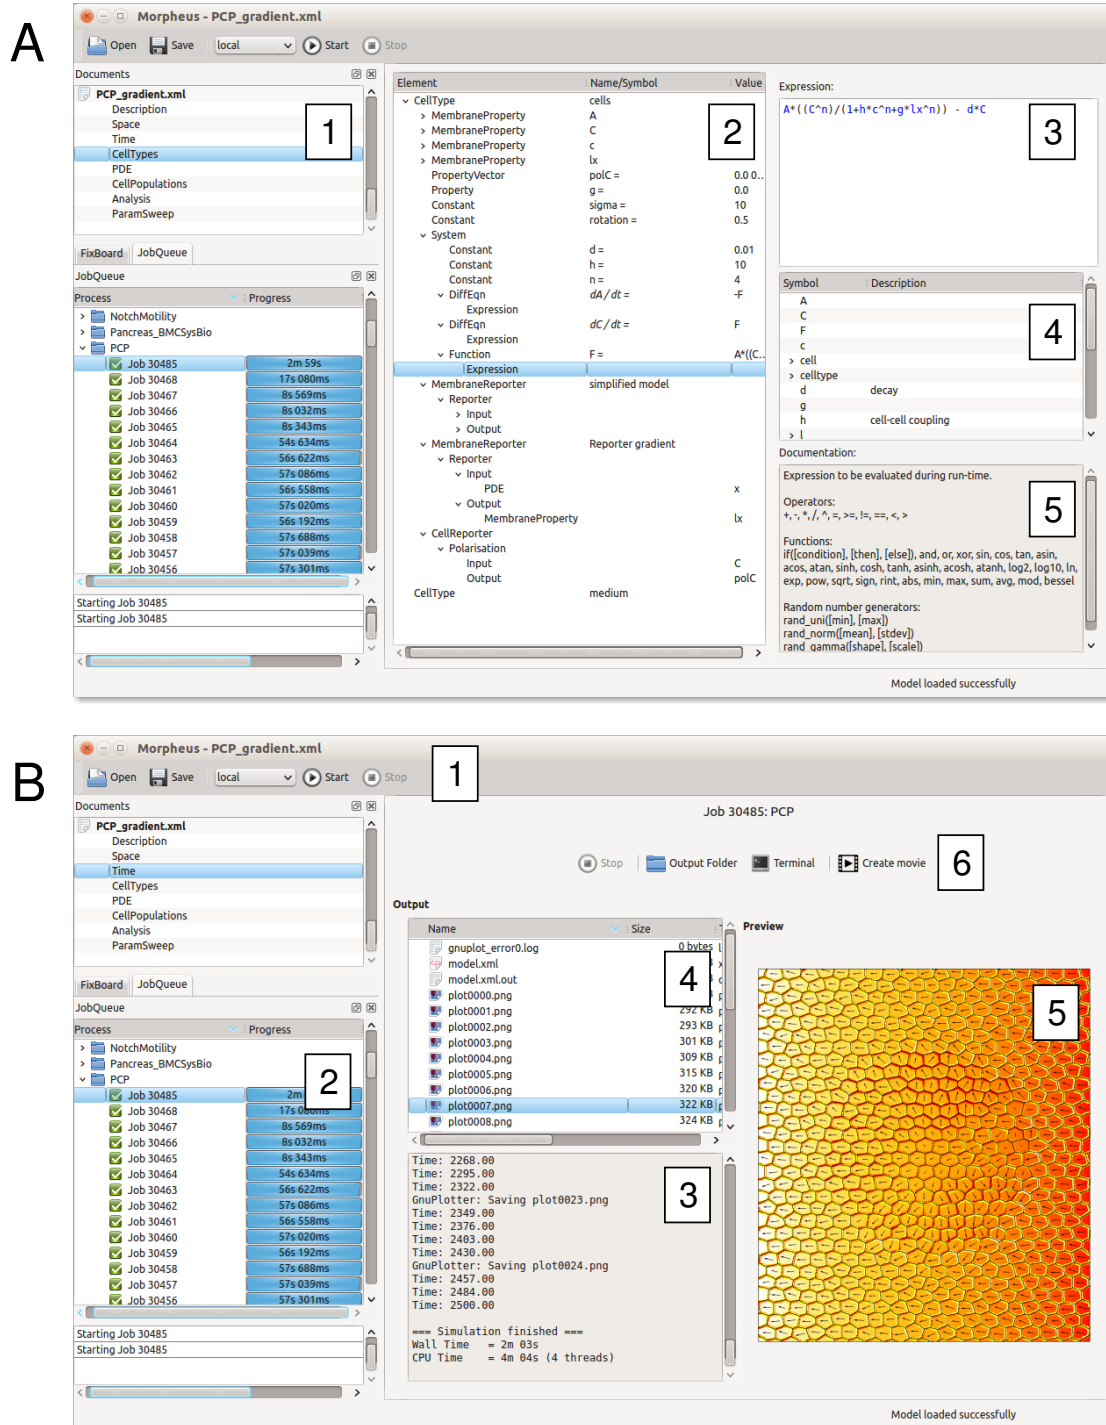 A
Morpheus - PCP_gradient.xml
Open Save local Start Stop
Documents
PCP_gradient.xml
Description
Space
Time
CellTypes
PDE
CellPopulations
Analysis
ParamSweep
1
FixBoard JobQueue
JobQueue
Process Progress
NotchMotility
Pancreas_BMCSysBio
PCP
Job 30485 2m 59s
Job 30468 17s 080ms
Job 30467 8s 569ms
Job 30466 8s 032ms
Job 30465 8s 343ms
Job 30464 54s 634ms
Job 30463 56s 622ms
Job 30462 57s 086ms
Job 30461 56s 558ms
Job 30460 57s 020ms
Job 30459 56s 192ms
Job 30458 57s 688ms
Job 30457 57s 039ms
Job 30456 57s 301ms
Starting Job 30485
Starting Job 30485
Element Name/Symbol Value
CellType cells
MembraneProperty A
MembraneProperty C
MembraneProperty c
MembraneProperty lx
PropertyVector polC = 0.0 0..
Property g = 0.0
Constant sigma = 10
Constant rotation = 0.5
System
Constant d = 0.01
Constant h = 10
Constant n = 4
DiffEqn dA / dt = -F
Expression
DiffEqn dC / dt = F
Expression
Function F = A*((C..
Expression
MembraneReporter simplified model
Reporter
Input
Output
MembraneReporter Reporter gradient
Reporter
Input
PDE x
Output
MembraneProperty lx
CellReporter
Polarisation
Input C
Output polC
CellType medium
2
Expression:
A*((C^n)/(1+h*c^n+g*lx^n)) - d*C
3
Symbol Description
A
C
F
c
cell
celltype
d decay
g
h cell-cell coupling
l
4
Documentation:
Expression to be evaluated during run-time.
Operators:
+, -, *, /, ^, =, >=, !=, ==, <, >
Functions:
if([condition], [then], [else]), and, or, xor, sin, cos, tan, asin,
acos, atan, sinh, cosh, tanh, asinh, acosh, atanh, log2, log10, ln,
exp, pow, sqrt, sign, rint, abs, min, max, sum, avg, mod, bessel
Random number generators:
rand_uni([min], [max])
rand_norm([mean], [stdev])
rand_gamma([shape], [scale])
5
Model loaded successfully
B
Morpheus - PCP_gradient.xml
Open Save local Start Stop
1
Documents
PCP_gradient.xml
Description
Space
Time
CellTypes
PDE
CellPopulations
Analysis
ParamSweep
FixBoard JobQueue
JobQueue
Process Progress
NotchMotility
Pancreas_BMCSysBio
PCP
Job 30485 2m
Job 30468 17s 080ms
Job 30467 8s 569ms
Job 30466 8s 032ms
Job 30465 8s 343ms
Job 30464 54s 634ms
Job 30463 56s 622ms
Job 30462 57s 086ms
Job 30461 56s 558ms
Job 30460 57s 020ms
Job 30459 56s 192ms
Job 30458 57s 688ms
Job 30457 57s 039ms
Job 30456 57s 301ms
2
Starting Job 30485
Starting Job 30485
Job 30485: PCP
Stop Output Folder Terminal Create movie
6
Output
Name Size
gnuplot_error0.log 0 bytes
model.xml
model.xml.out
plot0000.png
plot0001.png 292 KB
plot0002.png 293 KB
plot0003.png 301 KB
plot0004.png 309 KB
plot0005.png 315 KB
plot0006.png 320 KB
plot0007.png 322 KB
plot0008.png 324 KB
4
Time: 2268.00
Time: 2295.00
Time: 2322.00
GnuPlotter: Saving plot0023.png
Time: 2349.00
Time: 2376.00
Time: 2403.00
Time: 2430.00
GnuPlotter: Saving plot0024.png
Time: 2457.00
Time: 2484.00
Time: 2500.00
=== Simulation finished ===
Wall Time = 2m 03s
CPU Time = 4m 04s (4 threads)
3
Preview
5
Model loaded successfully